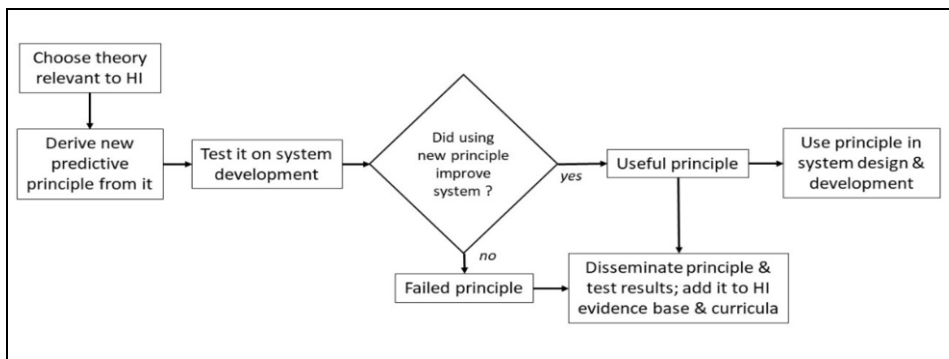 Choose theory
relevant to HI
Derive new
predictive
principle from it
Test it on system
development
Did using
new principle
improve
system ?
yes
Useful principle
Use principle in
system design &
development
no
Failed principle
Disseminate principle &
test results; add it to HI
evidence base & curricula